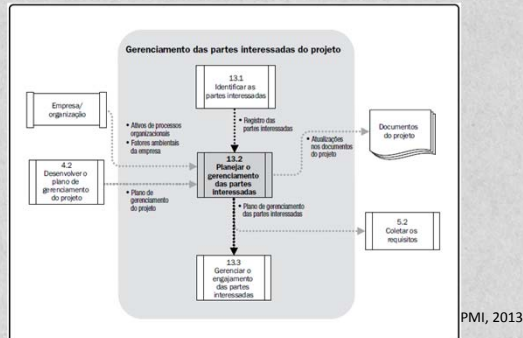 Gerenciamento das partes interessadas do projeto
13.1
Identificar as
partes interessadas
Empresa/
organização
• Ativos de processos
organizacionais
• Fatores ambientais
da empresa
• Registro das
partes interessadas
Documentos
do projeto
• Atualizações
nos documentos
do projeto
4.2
Desenvolver o
plano de
gerenciamento
do projeto
13.2
Planejar o
gerenciamento
das partes
interessadas
• Plano de
gerenciamento
do projeto
• Plano de gerenciamento
das partes interessadas
5.2
Coletar os
requisitos
13.3
Gerenciar o
engajamento
das partes
interessadas
PMI, 2013